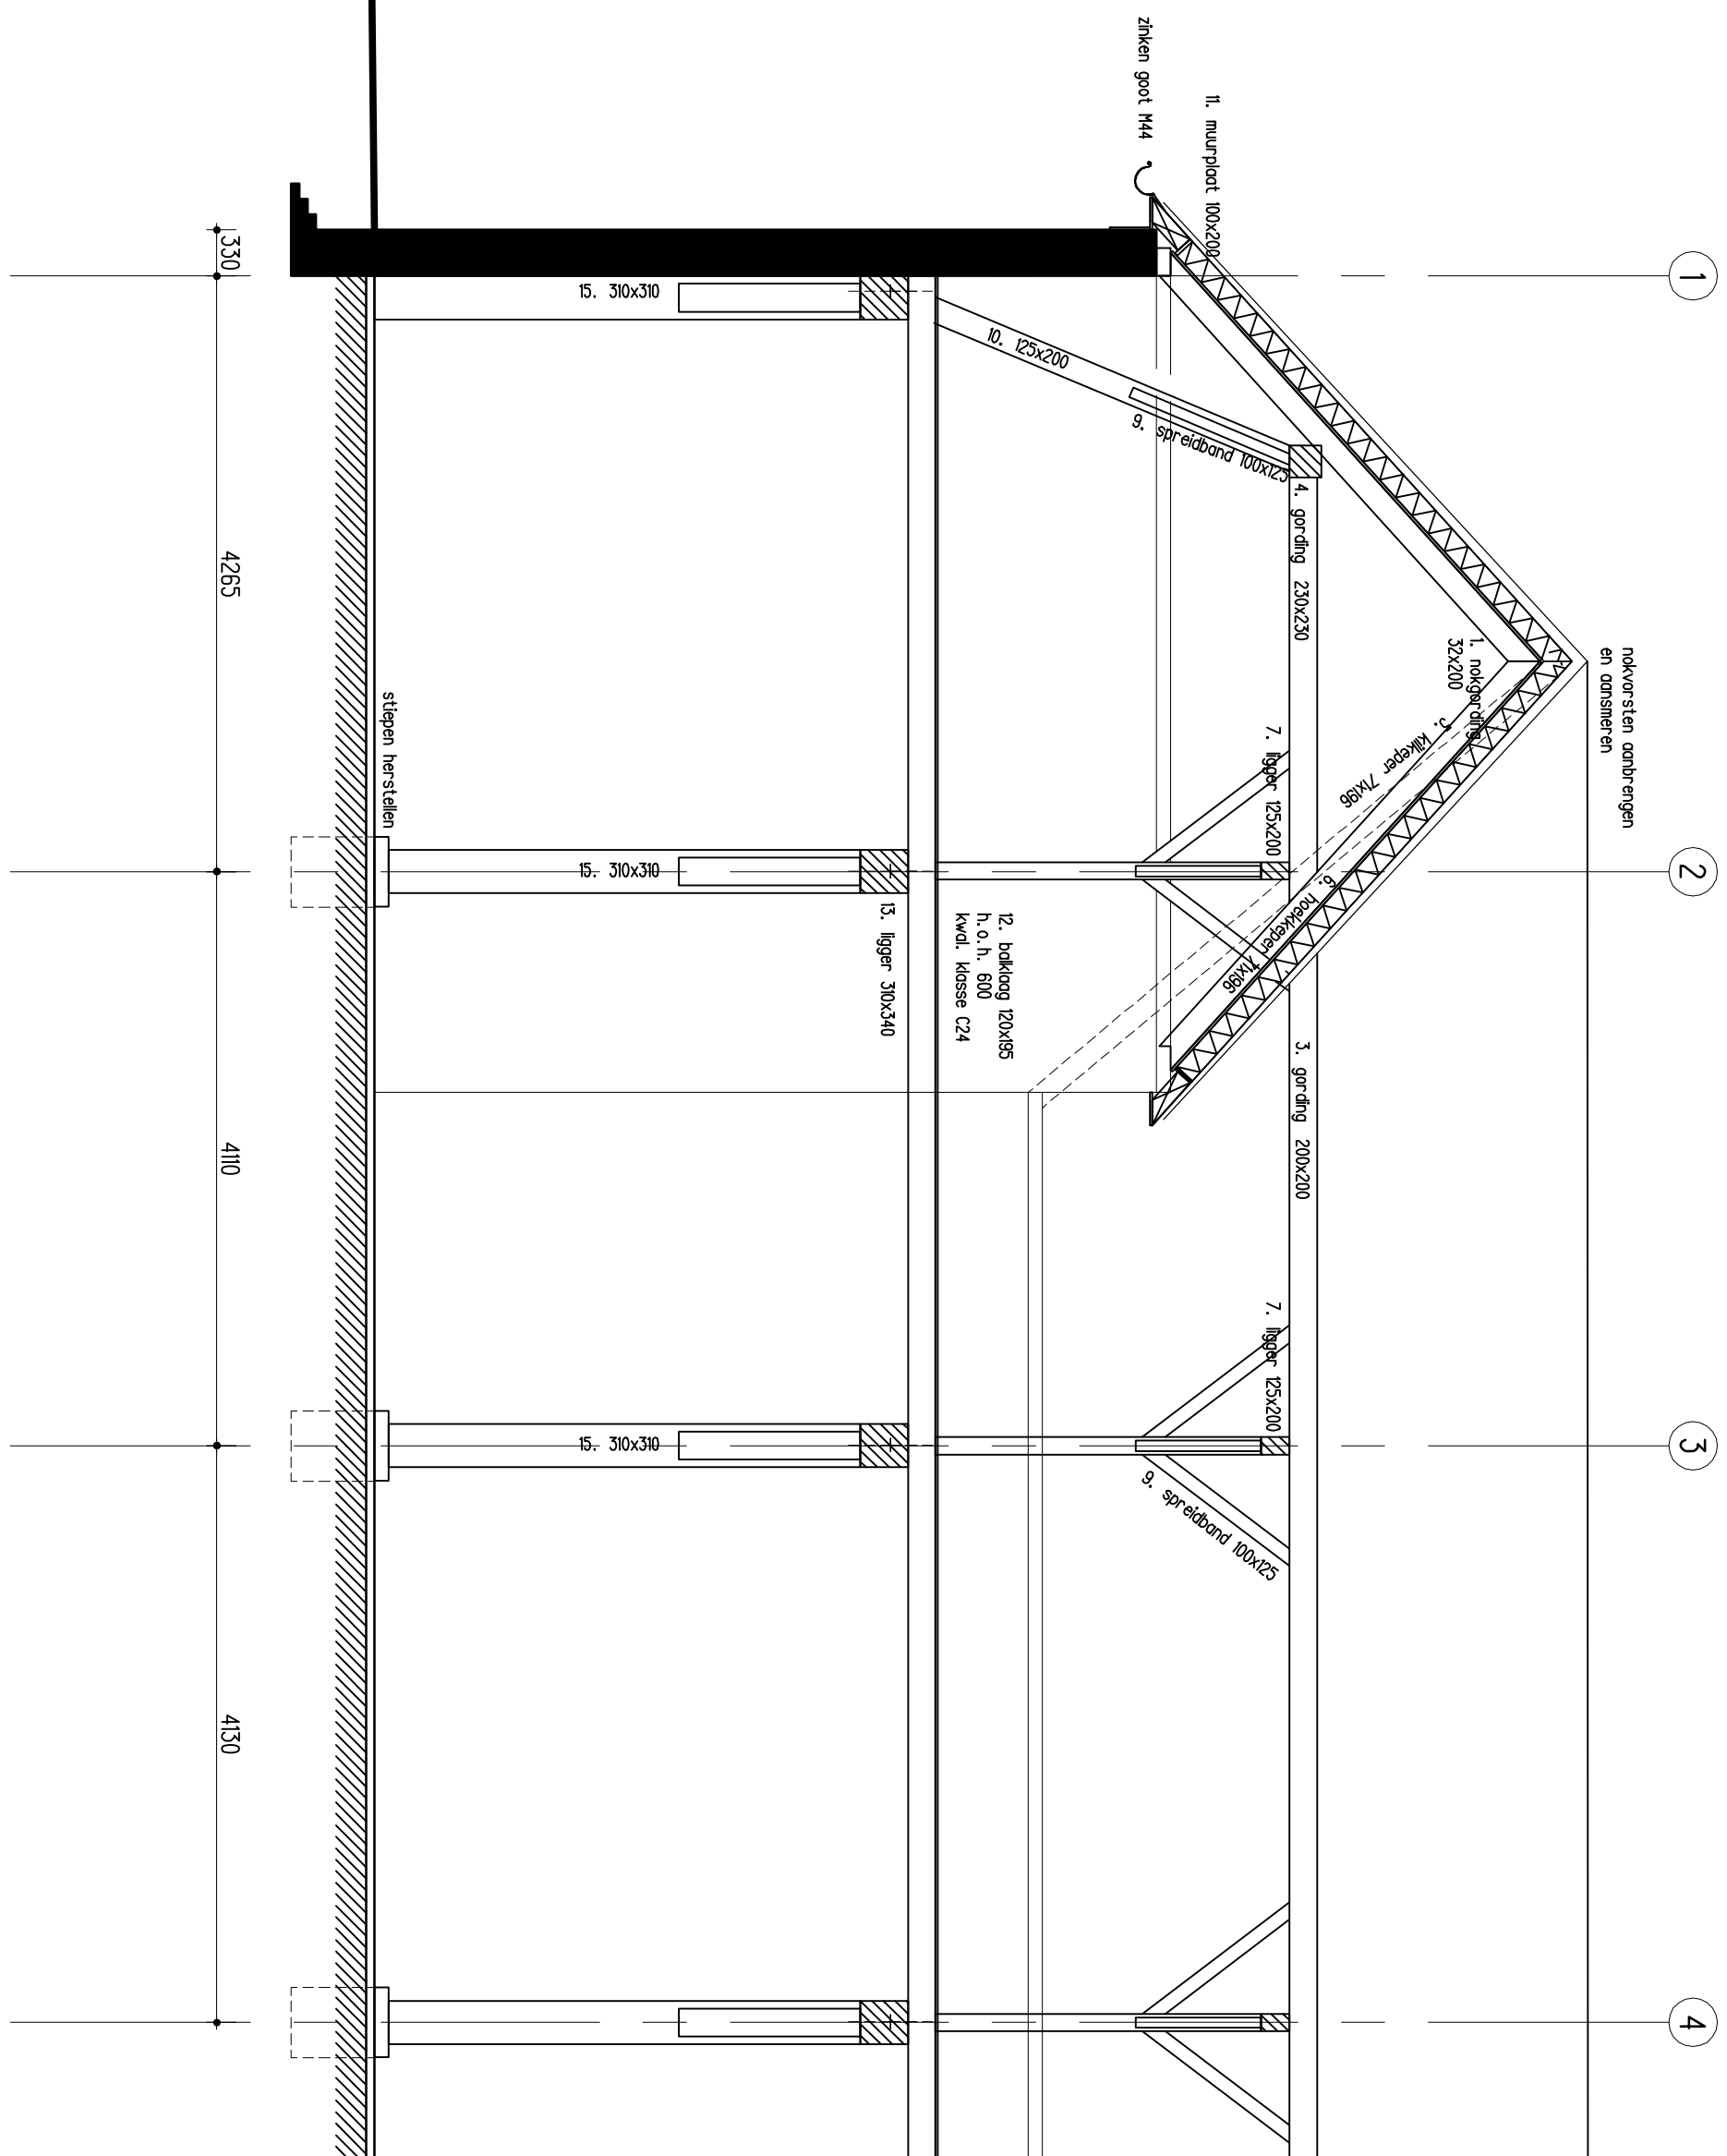 1
2
3
4
nokvorsten aanbrengen
en aansmeren
zinken goot M44
11. muurplaat 100x200
1. nokgording
32x200
5. kilkeper 71x196
6. hoekkeper 71x196
4. gording 230x230
3. gording 200x200
7. ligger 125x200
7. ligger 125x200
10. 125x200
9. spreidband 100x125
9. spreidband 100x125
12. balklaag 120x195
h.o.h. 600
kwal. klasse C24
13. ligger 310x340
15. 310x310
15. 310x310
15. 310x310
stiepen herstellen
330
4265
4110
4130